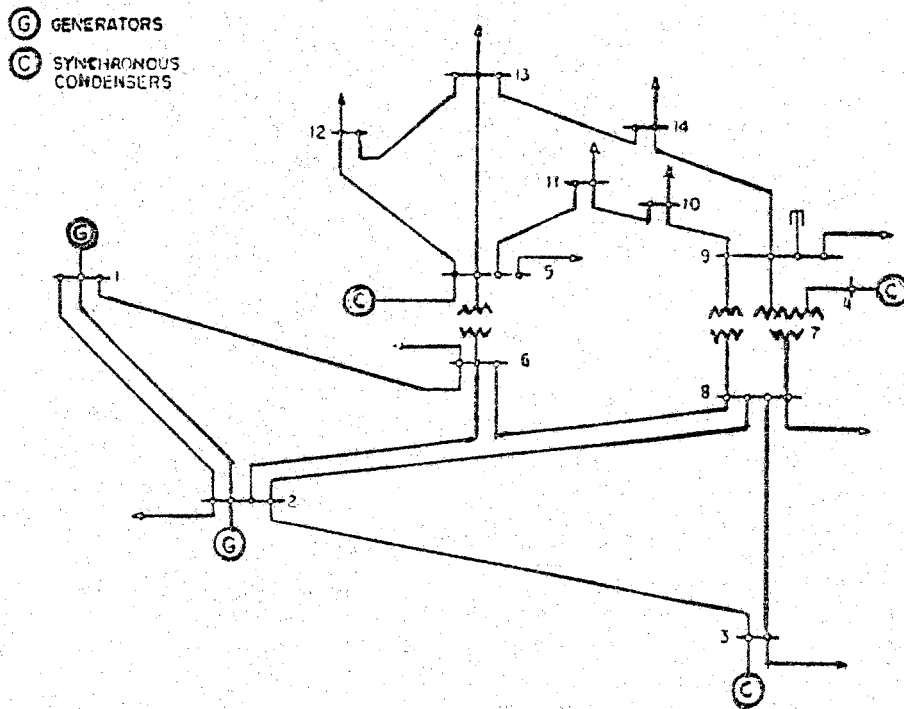 G GENERATORS
C SYNCHRONOUS
CONDENSERS
13
12
14
11
10
G
1
5
9
C
4
C
7
6
8
2
G
3
C